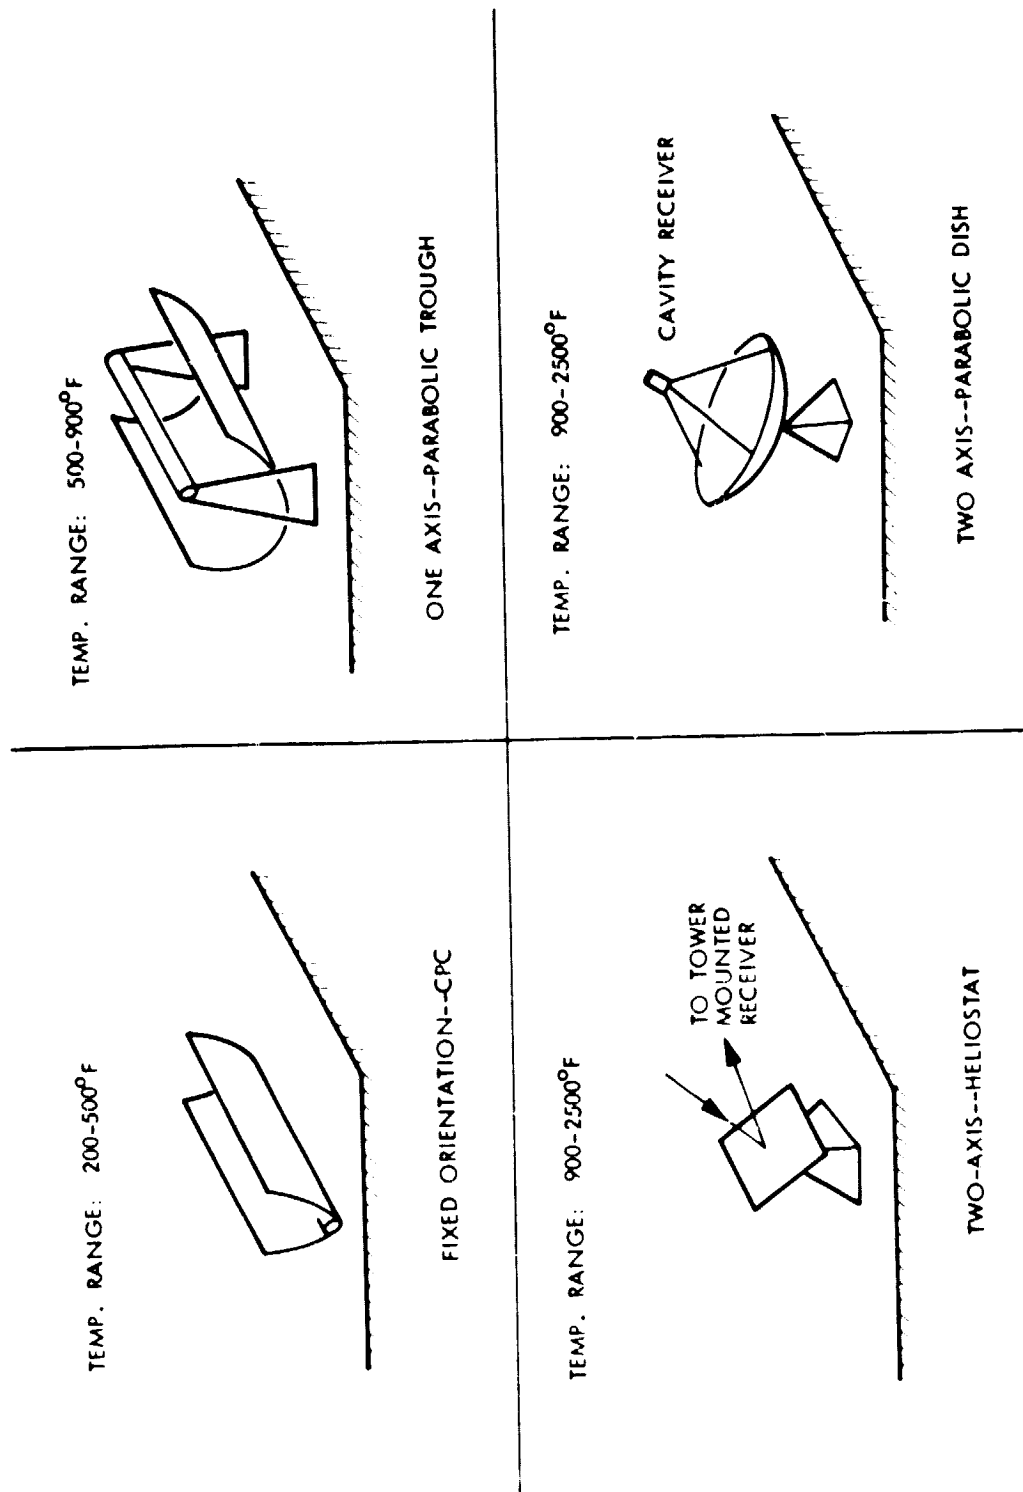 TEMP. RANGE: 200-500°F
FIXED ORIENTATION--CPC
TEMP. RANGE: 500-900°F
ONE AXIS--PARABOLIC TROUGH
TEMP. RANGE: 900-2500°F
TO TOWER
MOUNTED
RECEIVER
TWO-AXIS--HELIOSTAT
TEMP. RANGE: 900-2500°F
CAVITY RECEIVER
TWO AXIS--PARABOLIC DISH